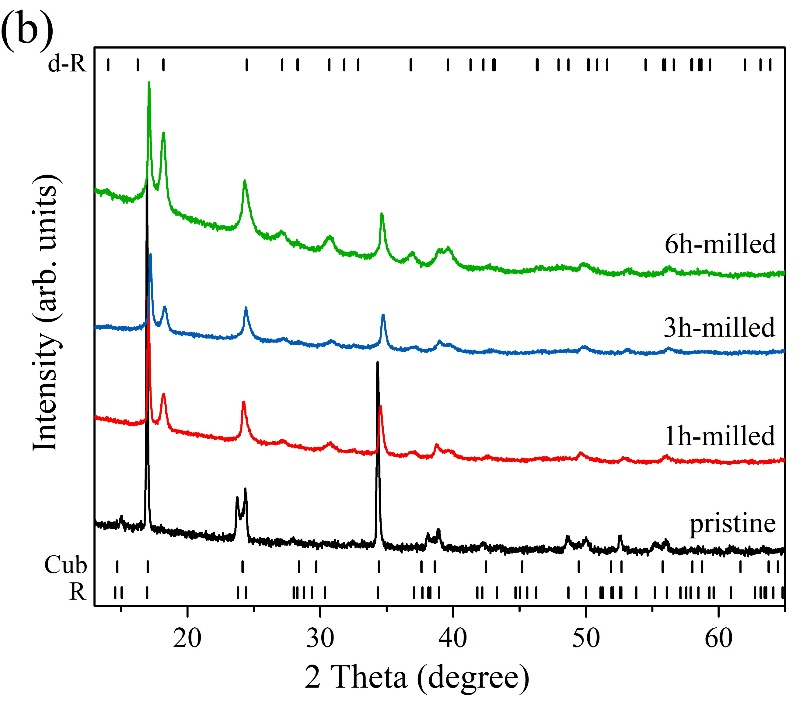 (b)
d-R
6h-milled
3h-milled
1h-milled
pristine
Cub
R
20 30 40 50 60
2 Theta (degree)
Intensity (arb. units)